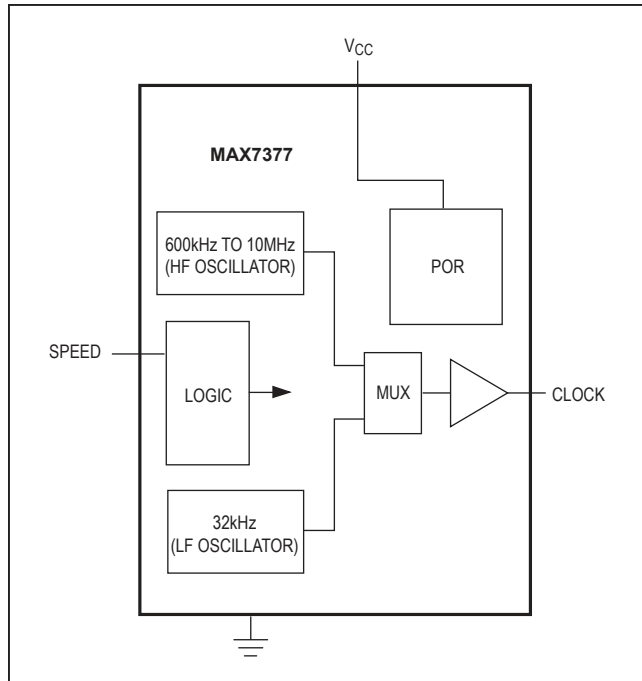 VCC
MAX7377
600kHz TO 10MHz
(HF OSCILLATOR)
POR
SPEED
LOGIC
MUX
CLOCK
32kHz
(LF OSCILLATOR)